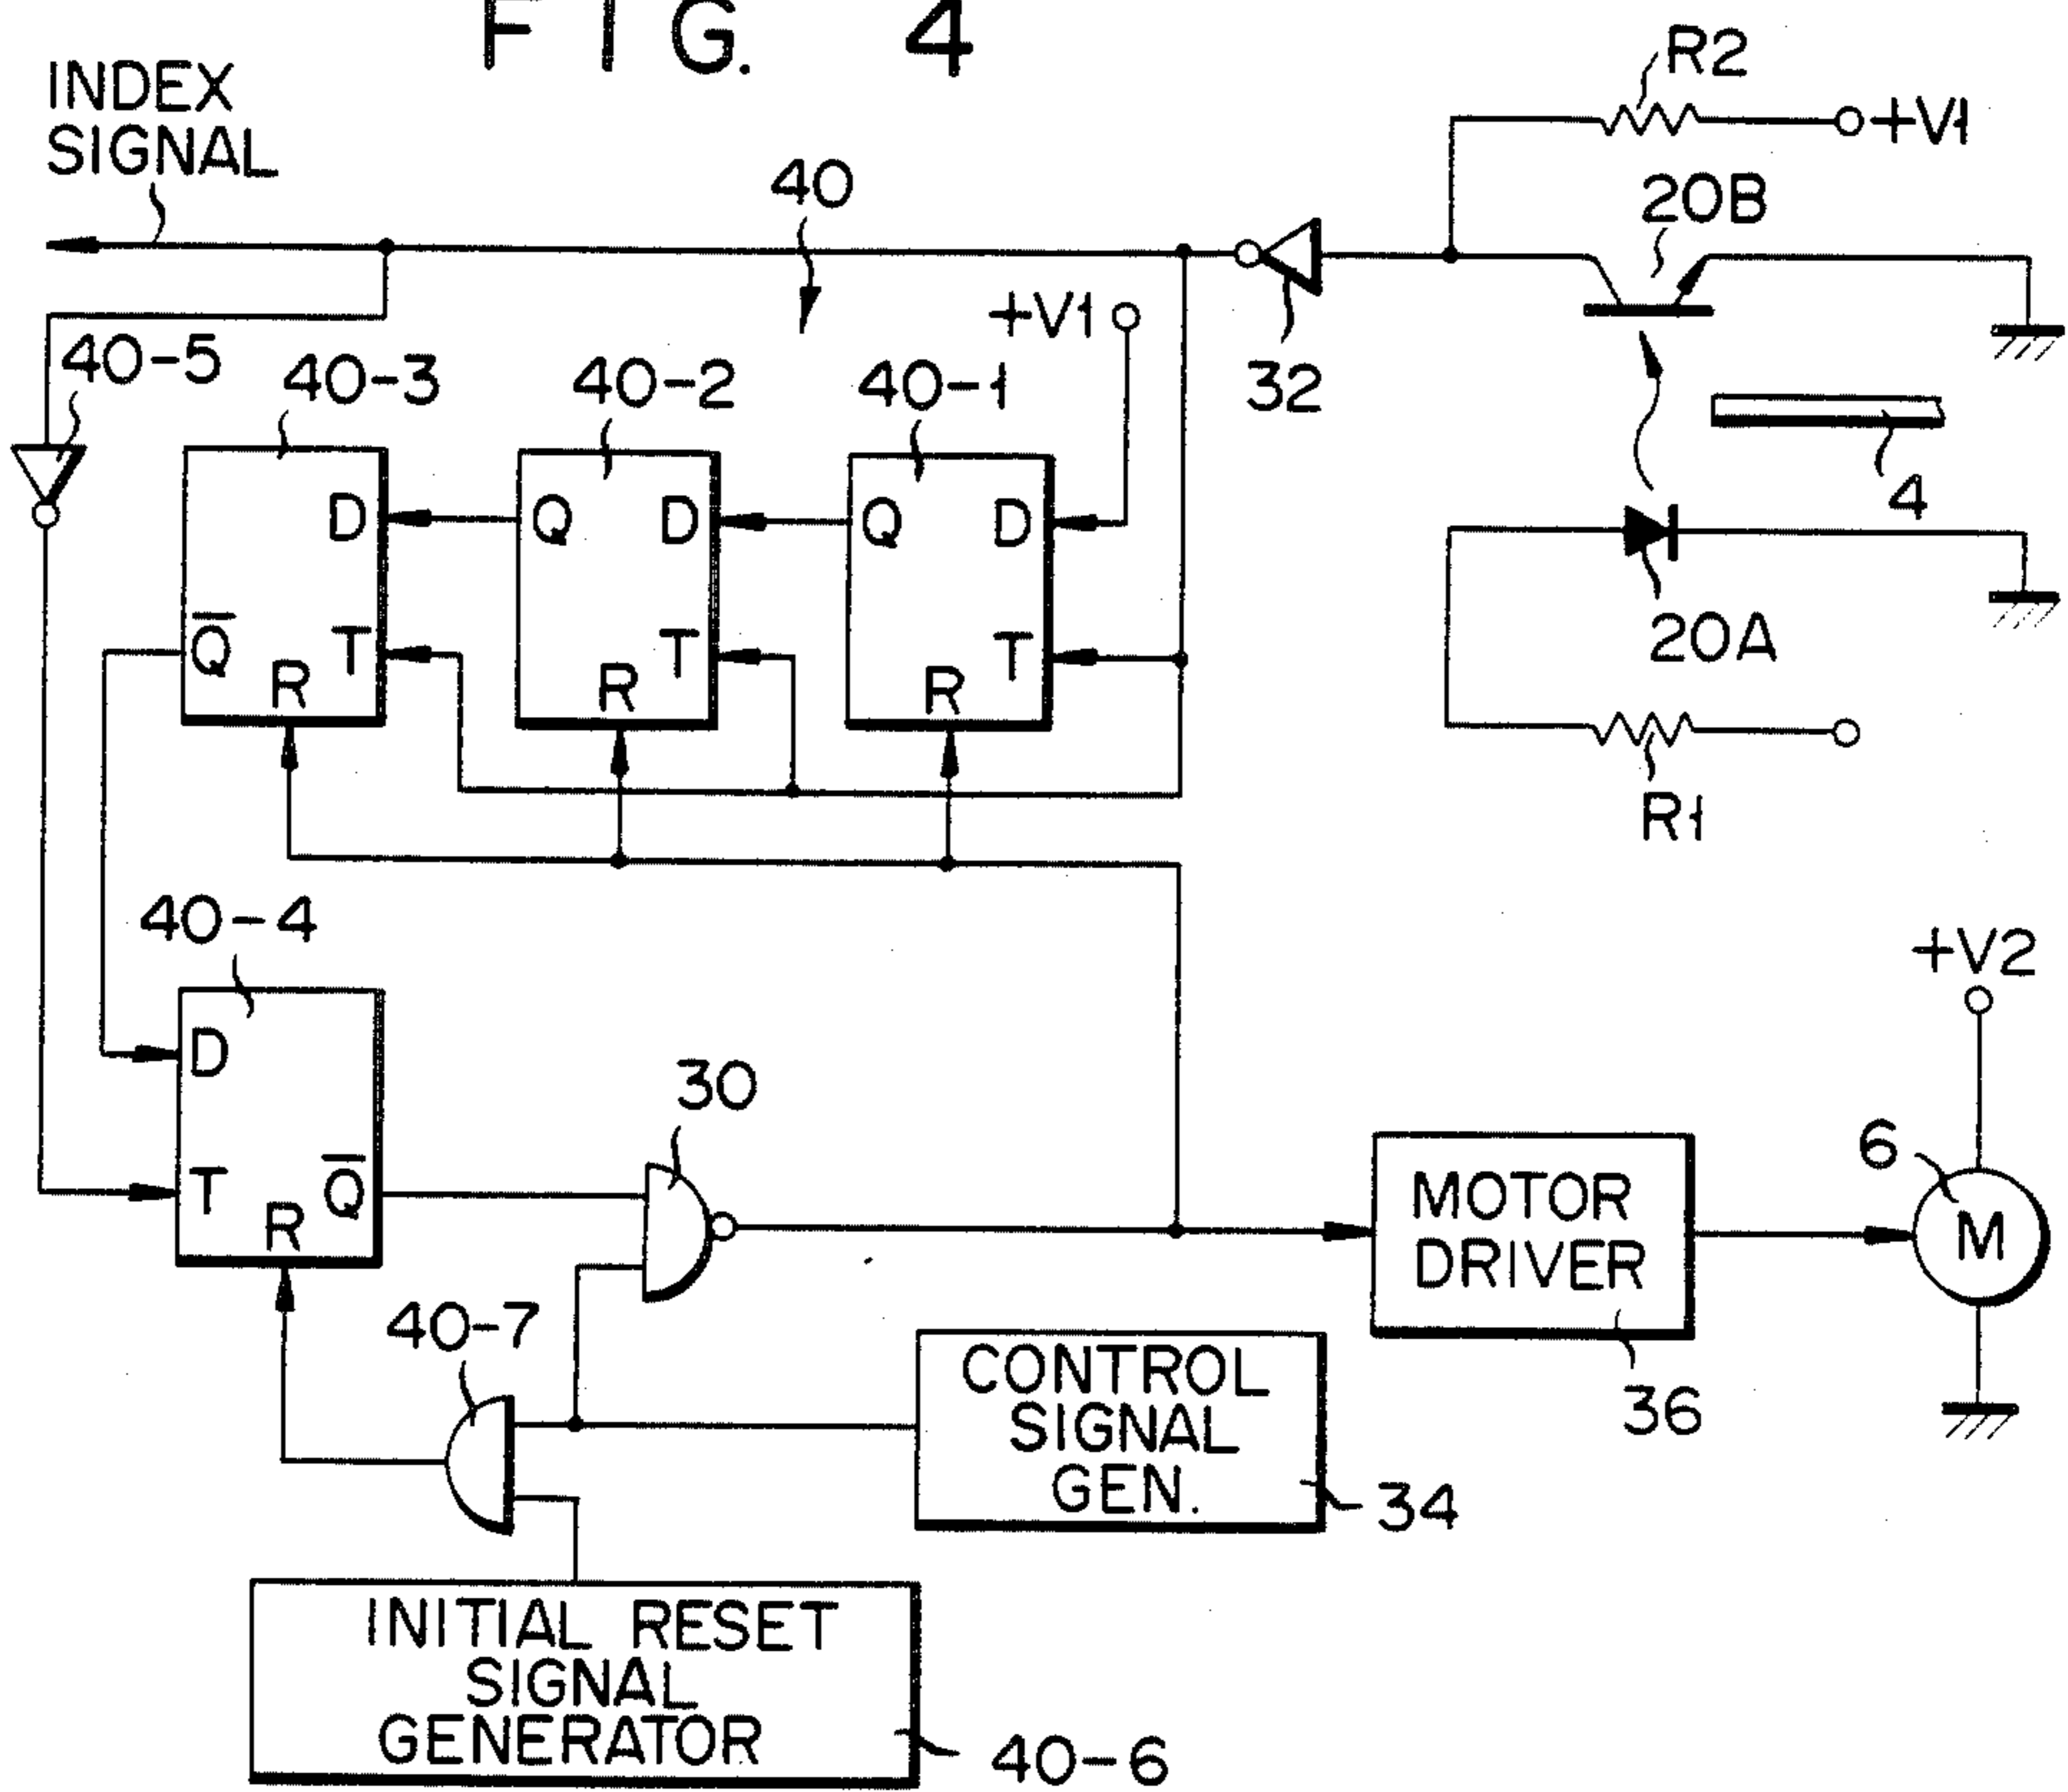 FIG. 4
INDEX
SIGNAL
R2
+V1
40
20B
+V1
32
40-5
40-3
40-2
40-1
4
D
Q
D
Q
D
Q̅
R
T
R
T
R
T
20A
R1
40-4
+V2
D
30
6
T
R
Q̅
MOTOR
DRIVER
M
40-7
CONTROL
SIGNAL
GEN.
36
34
INITIAL RESET
SIGNAL
GENERATOR
40-6